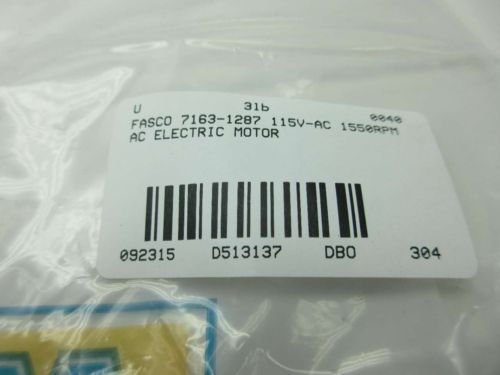 U 31b 0040
FASCO 7163-1287 115V-AC 1550RPM
AC ELECTRIC MOTOR
092315 D513137 DBO 304